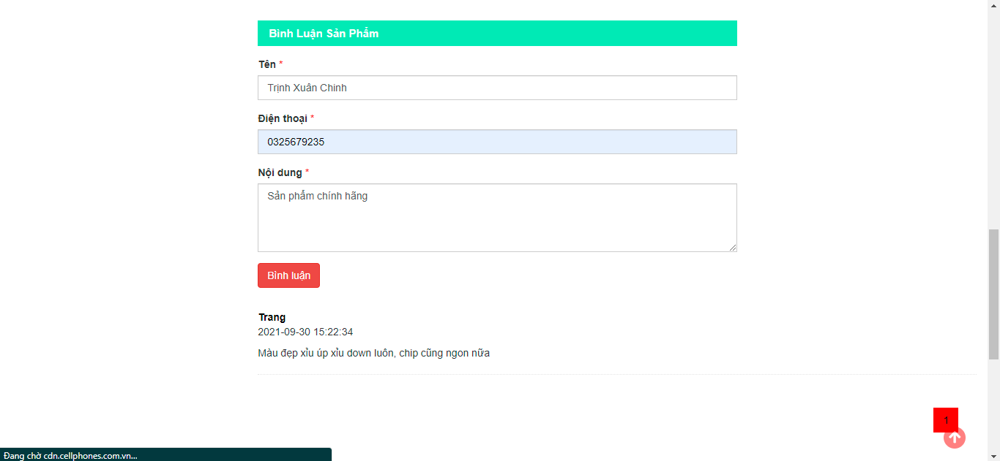 Bình Luận Sản Phẩm
Tên *
Trịnh Xuân Chinh
Điện thoại *
0325679235
Nội dung *
Sản phẩm chính hãng
Bình luận
Trang
2021-09-30 15:22:34
Màu đẹp xỉu úp xỉu down luôn, chip cũng ngon nữa
1
Đang chờ cdn.cellphones.com.vn...